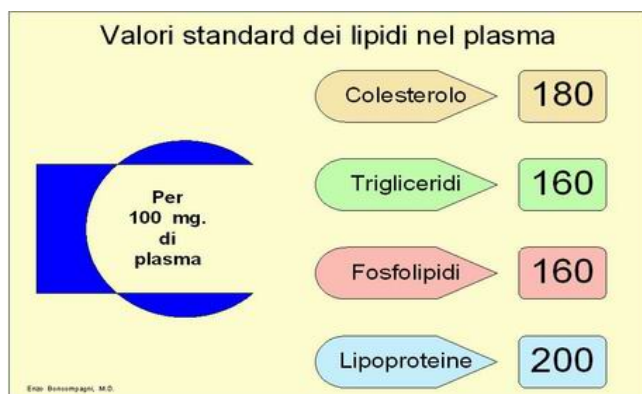 Valori standard dei lipidi nel plasma
Colesterolo 180
Per
100 mg.
di
plasma
Trigliceridi 160
Fosfolipidi 160
Lipoproteine 200
Enzo Boncompagni, M.D.